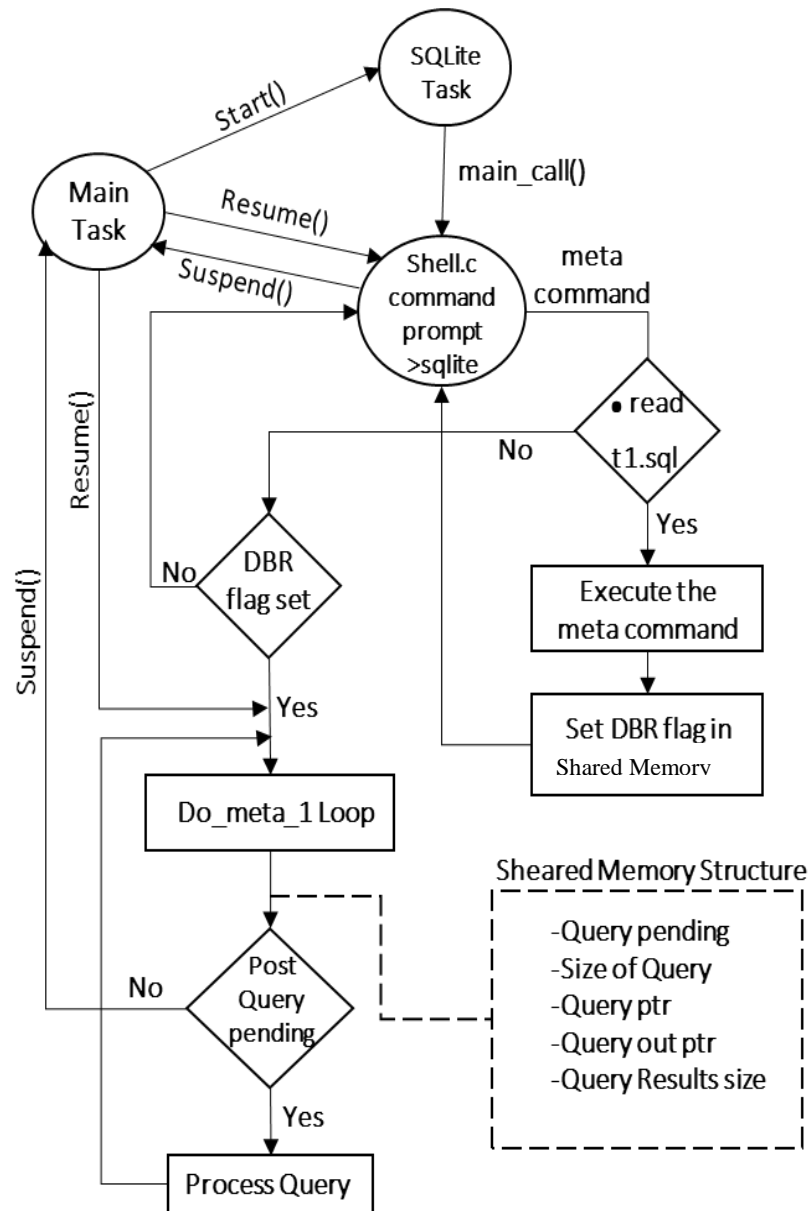 SQLite
Task
Start()
main_call()
Main
Task
Resume()
Suspend()
Shell.c
command
prompt
>sqlite
meta
command
• read
t1.sql
No
Yes
Resume()
Suspend()
DBR
flag set
No
Yes
Execute the
meta command
Set DBR flag in
Shared Memory
Do_meta_1 Loop
Sheared Memory Structure
-Query pending
-Size of Query
-Query ptr
-Query out ptr
-Query Results size
Post
Query
pending
No
Yes
Process Query